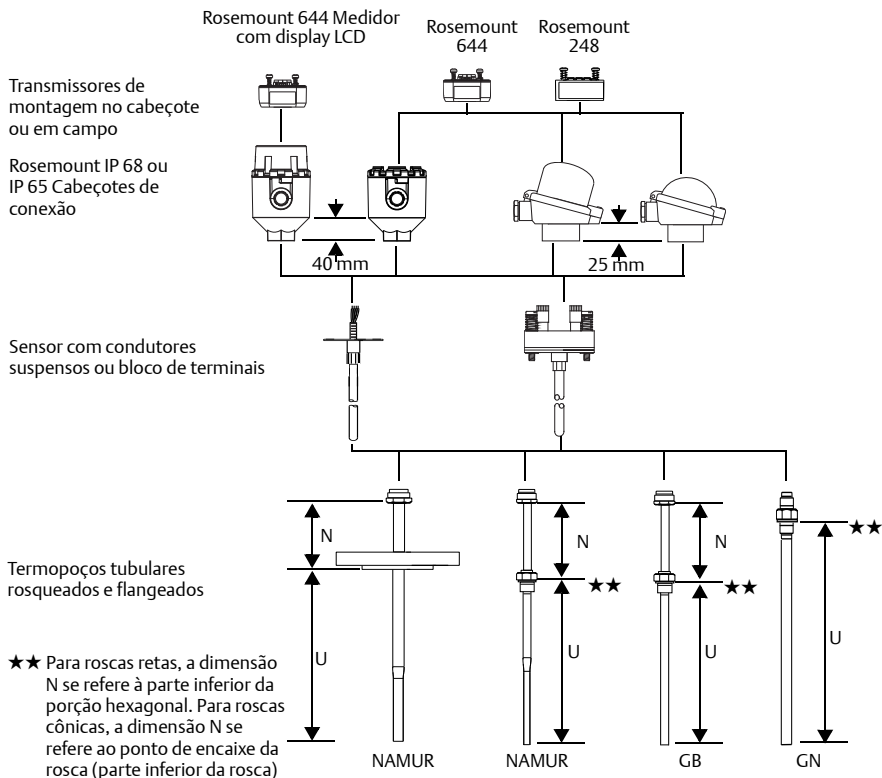 Rosemount 644 Medidor
com display LCD
Rosemount
644
Rosemount
248
Transmissores de
montagem no cabeçote
ou em campo
Rosemount IP 68 ou
IP 65 Cabeçotes de
conexão
40 mm
25 mm
Sensor com condutores
suspensos ou bloco de terminais
N
N
N
★★
★★
★★
Termopoços tubulares
rosqueados e flangeados
U
U
U
U
★★ Para roscas retas, a dimensão
N se refere à parte inferior da
porção hexagonal. Para roscas
cônicas, a dimensão N se
refere ao ponto de encaixe da
rosca (parte inferior da rosca)
NAMUR
NAMUR
GB
GN